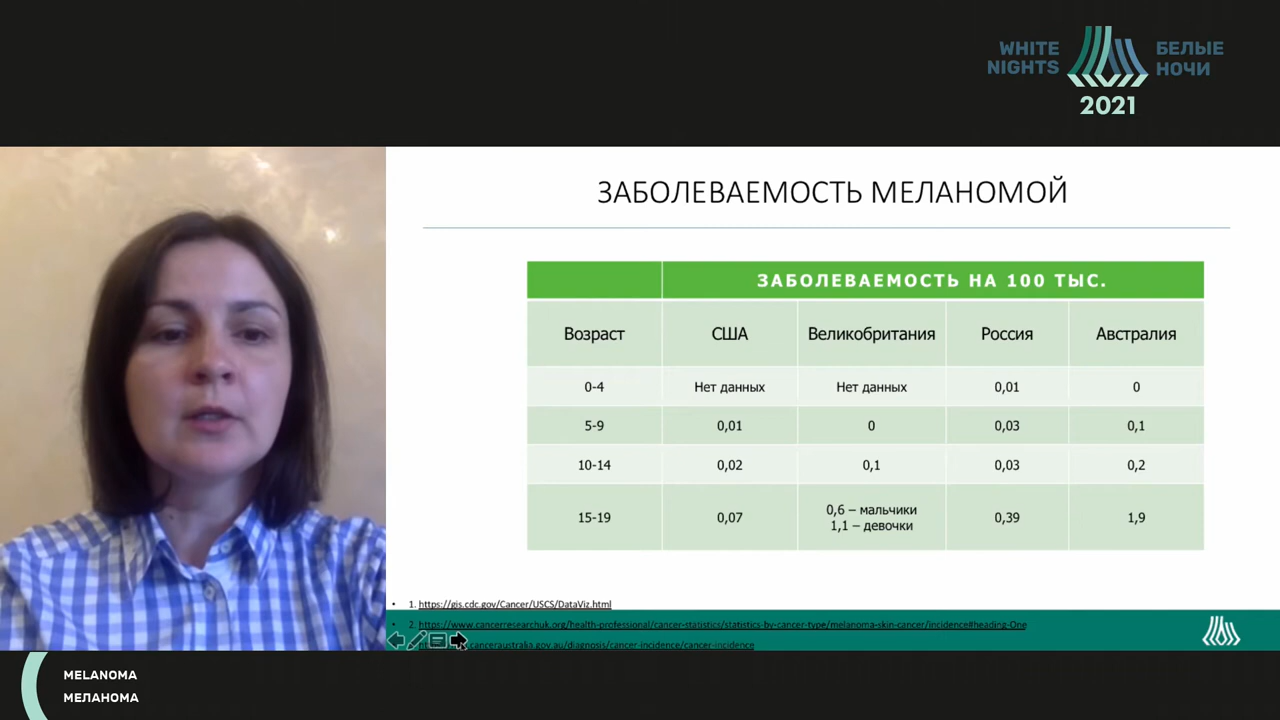 WHITE NIGHTS
БЕЛЫЕ НОЧИ
2021
ЗАБОЛЕВАЕМОСТЬ МЕЛАНОМОЙ
ЗАБОЛЕВАЕМОСТЬ НА 100 ТЫС.
Возраст США Великобритания Россия Австралия
0-4 Нет данных Нет данных 0,01 0
5-9 0,01 0 0,03 0,1
10-14 0,02 0,1 0,03 0,2
15-19 0,07 0,6 – мальчики 0,39 1,9
1,1 – девочки
• 1. https://gis.cdc.gov/Cancer/USCS/DataViz.html
• 2. https://www.cancerresearchuk.org/health-professional/cancer-statistics/statistics-by-cancer-type/melanoma-skin-cancer/incidence#heading-One
canceraustralia.gov.au/diagnosis/cancer-incidence/cancer-incidence
MELANOMA
МЕЛАНОМА